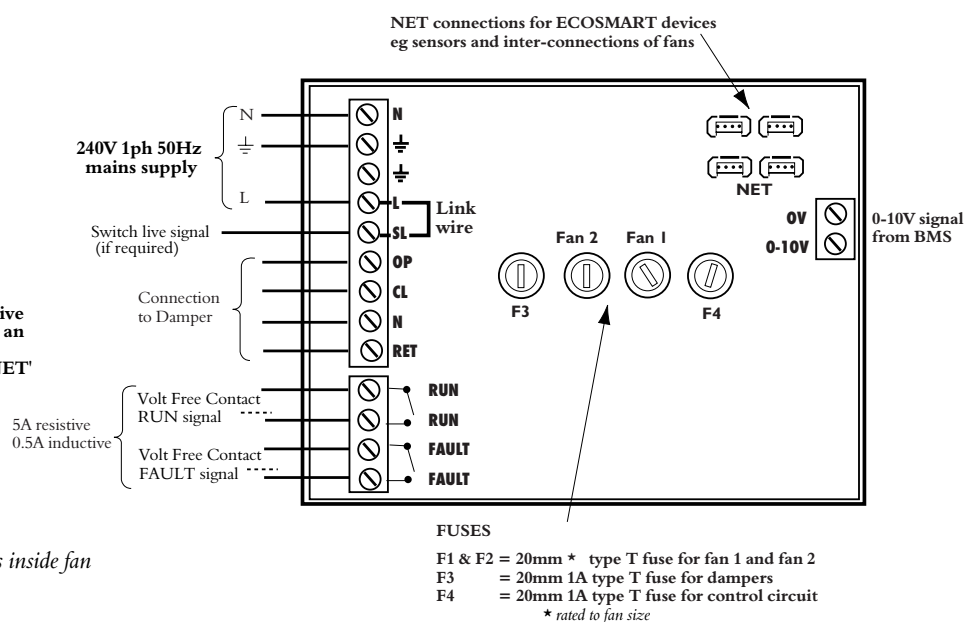 NET connections for ECOSMART devices
eg sensors and inter-connections of fans
N
240V 1ph 50Hz
mains supply
L
Switch live signal
(if required)
Connection
to Damper
N
L
SL
OP
CL
N
RET
Link
wire
RUN
RUN
FAULT
FAULT
Volt Free Contact
RUN signal
5A resistive
0.5A inductive
Volt Free Contact
FAULT signal
NET
0V
0-10V
0-10V signal
from BMS
Fan 2
Fan 1
F3
F4
ive
an
NET'
s inside fan
FUSES
F1 & F2 = 20mm * type T fuse for fan 1 and fan 2
F3 = 20mm 1A type T fuse for dampers
F4 = 20mm 1A type T fuse for control circuit
* rated to fan size